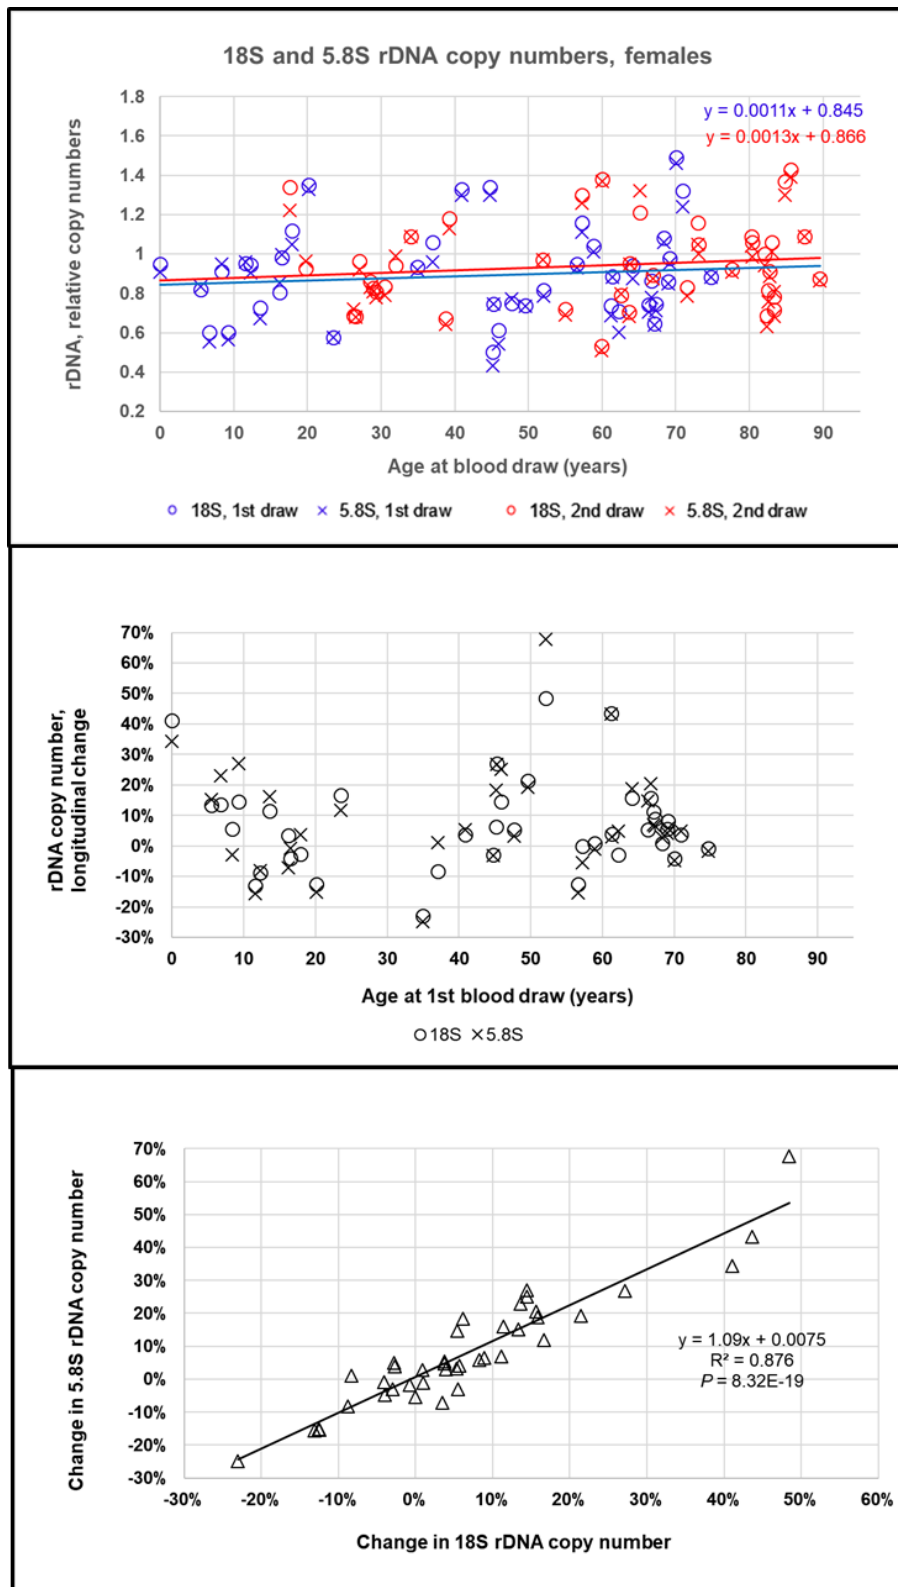 18S and 5.8S rDNA copy numbers, females
1.8
1.6
1.4
1.2
1
0.8
0.6
0.4
0.2
rDNA, relative copy numbers
y = 0.0011x + 0.845
y = 0.0013x + 0.866
0 10 20 30 40 50 60 70 80 90
Age at blood draw (years)
18S, 1st draw 5.8S, 1st draw 18S, 2nd draw 5.8S, 2nd draw
70%
60%
50%
40%
30%
20%
10%
0%
-10%
-20%
-30%
rDNA copy number,
longitudinal change
0 10 20 30 40 50 60 70 80 90
Age at 1st blood draw (years)
18S 5.8S
70%
60%
50%
40%
30%
20%
10%
0%
-10%
-20%
-30%
Change in 5.8S rDNA copy number
y = 1.09x + 0.0075
R² = 0.876
P = 8.32E-19
-30% -20% -10% 0% 10% 20% 30% 40% 50% 60%
Change in 18S rDNA copy number